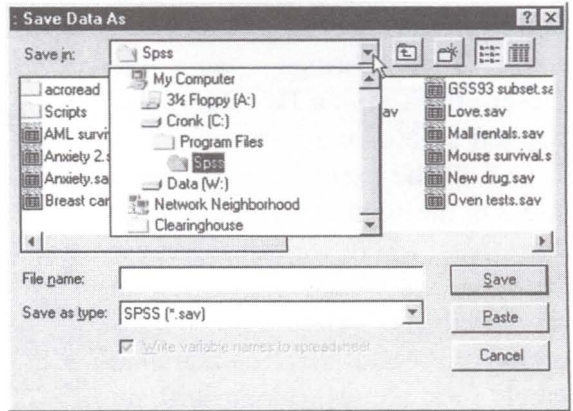 : Save Data As
Save in: Spss
My Computer
3½ Floppy (A:)
Cronk (C:)
Program Files
Spss
Data (W:)
Network Neighborhood
Clearinghouse
acroread
Scripts
AML surviv
Anxiety 2.s
Anxiety.sa
Breast car
av
GSS93 subset.sa
Love.sav
Mall rentals.sav
Mouse survival.s
New drug.sav
Oven tests.sav
File name:
Save
Save as type: SPSS (*.sav)
Paste
Write variable names to spreadsheet
Cancel